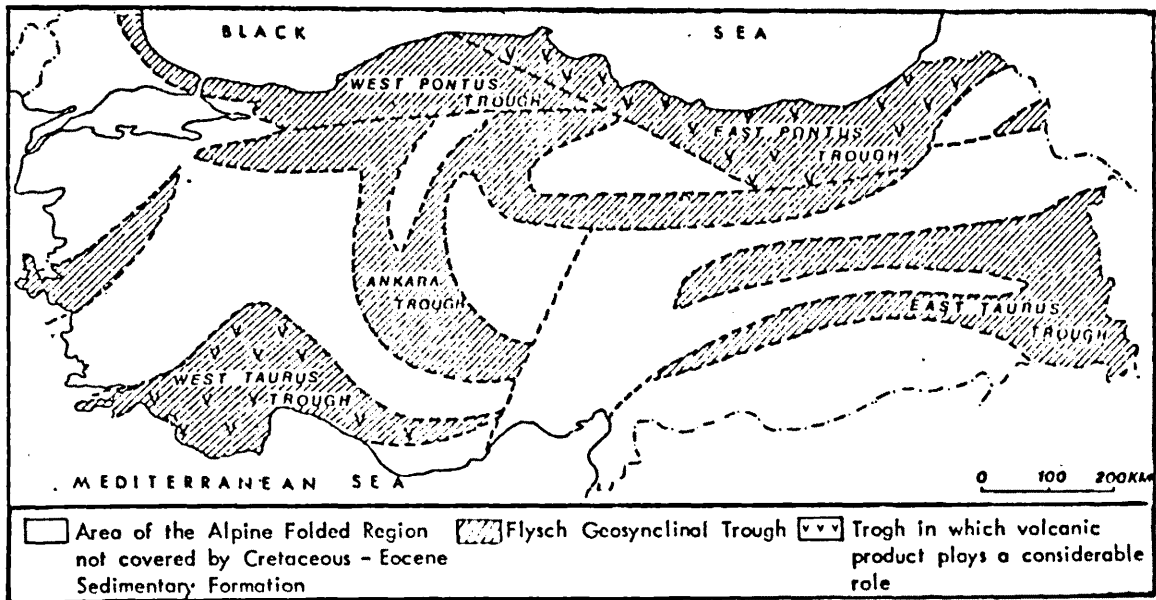 BLACK SEA
WEST PONTUS
TROUGH
EAST PONTUS
TROUGH
ANKARA
TROUGH
EAST TAURUS
TROUGH
WEST TAURUS
TROUGH
MEDITERRANEAN SEA
0 100 200KM
Area of the Alpine Folded Region
not covered by Cretaceous - Eocene
Sedimentary Formation
Flysch Geosynclinal Trough
v v v Trogh in which volcanic
product plays a considerable
role